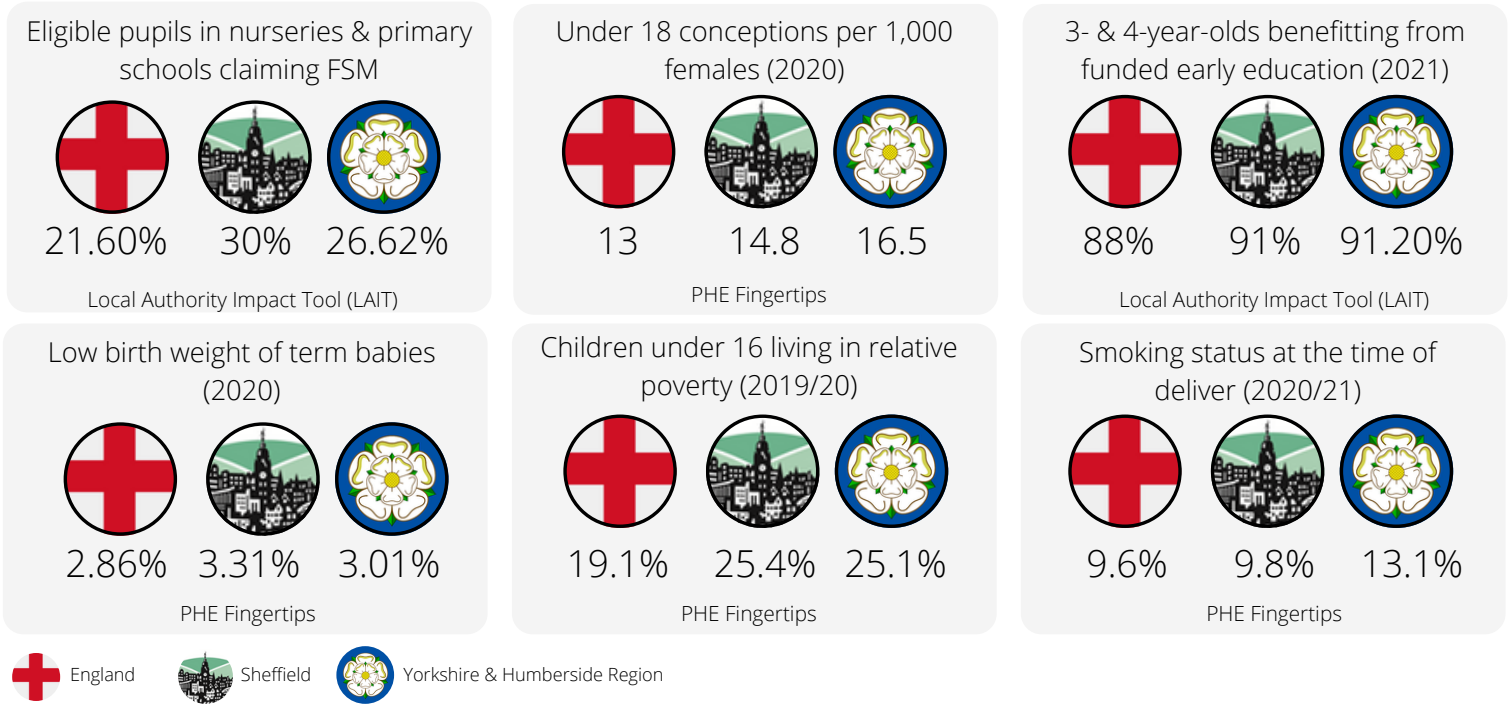 Eligible pupils in nurseries & primary
schools claiming FSM
21.60% 30% 26.62%
Local Authority Impact Tool (LAIT)
Under 18 conceptions per 1,000
females (2020)
13 14.8 16.5
PHE Fingertips
3- & 4-year-olds benefitting from
funded early education (2021)
88% 91% 91.20%
Local Authority Impact Tool (LAIT)
Low birth weight of term babies
(2020)
2.86% 3.31% 3.01%
PHE Fingertips
Children under 16 living in relative
poverty (2019/20)
19.1% 25.4% 25.1%
PHE Fingertips
Smoking status at the time of
deliver (2020/21)
9.6% 9.8% 13.1%
PHE Fingertips
England Sheffield Yorkshire & Humberside Region